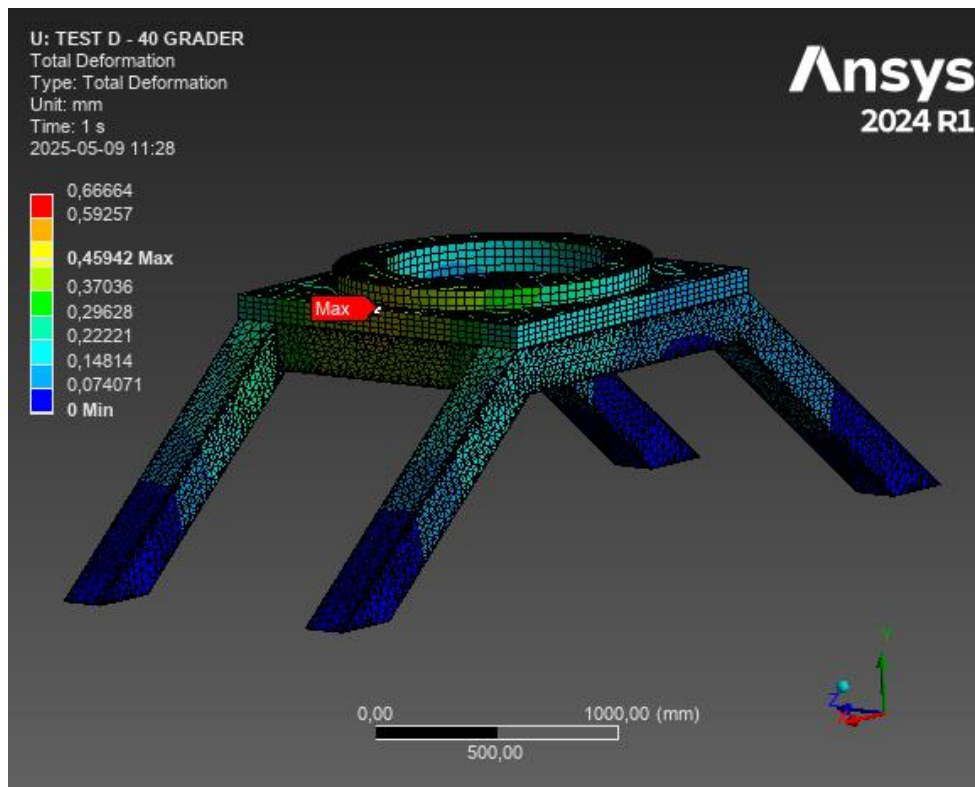 U: TEST D - 40 GRADER
Total Deformation
Type: Total Deformation
Unit: mm
Time: 1 s
2025-05-09 11:28
Ansys
2024 R1
0,66664
0,59257
0,45942 Max
0,37036
0,29628
0,22221
0,14814
0,074071
0 Min
Max
Y
Z
X
0,00
1000,00 (mm)
500,00